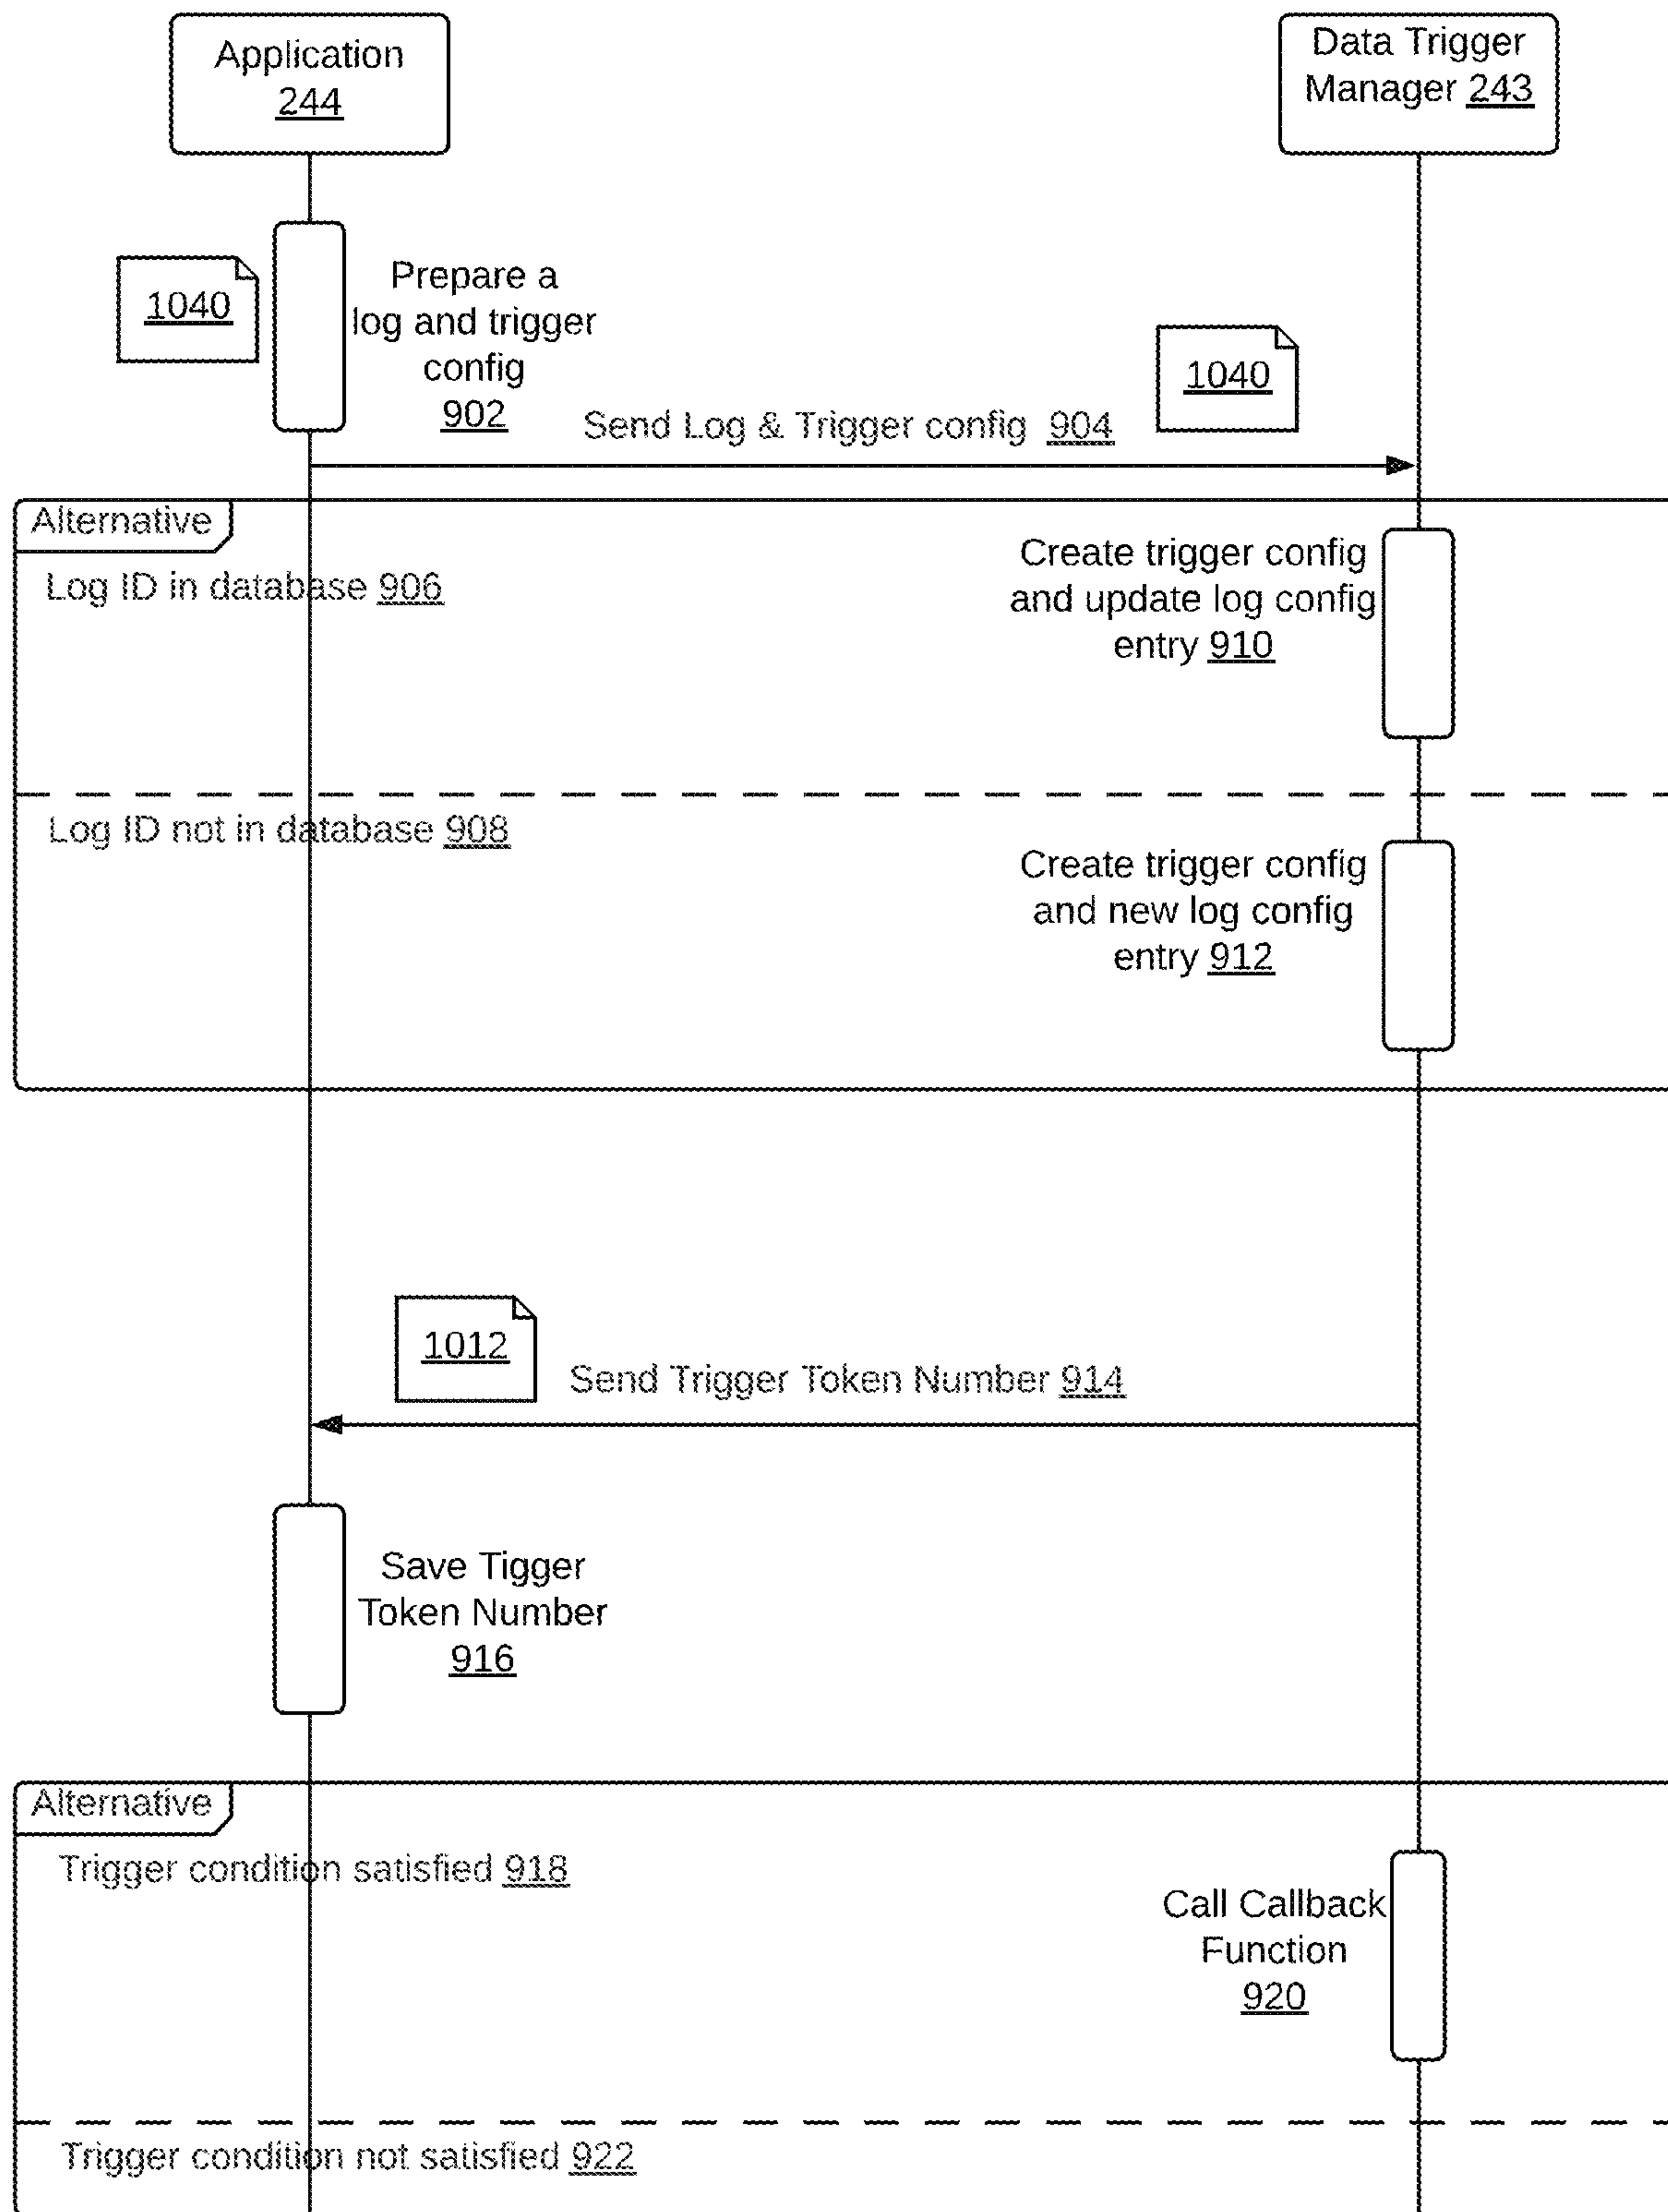 Application
244
Data Trigger
Manager 243
1040
Prepare a
log and trigger
config
902
1040
Send Log & Trigger config 904
Alternative
Log ID in database 906
Create trigger config
and update log config
entry 910
Log ID not in database 908
Create trigger config
and new log config
entry 912
1012
Send Trigger Token Number 914
Save Tigger
Token Number
916
Alternative
Trigger condition satisfied 918
Call Callback
Function
920
Trigger condition not satisfied 922